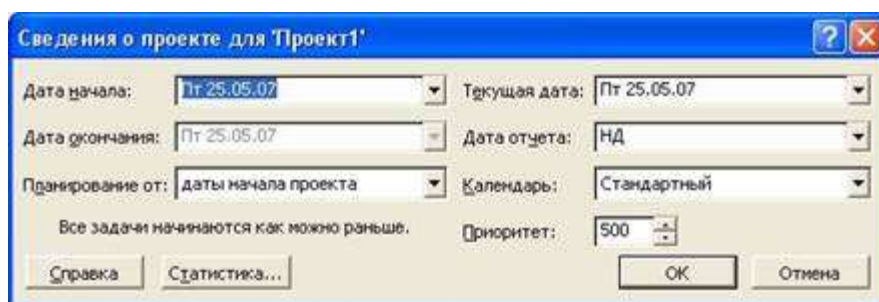 Сведения о проекте для 'Проект1'
Дата начала: Пт 25.05.07 Текущая дата: Пт 25.05.07
Дата окончания: Пт 25.05.07 Дата отчета: НД
Планирование от: даты начала проекта Календарь: Стандартный
Все задачи начинаются как можно раньше. Приоритет: 500
Справка Статистика... ОК Отмена